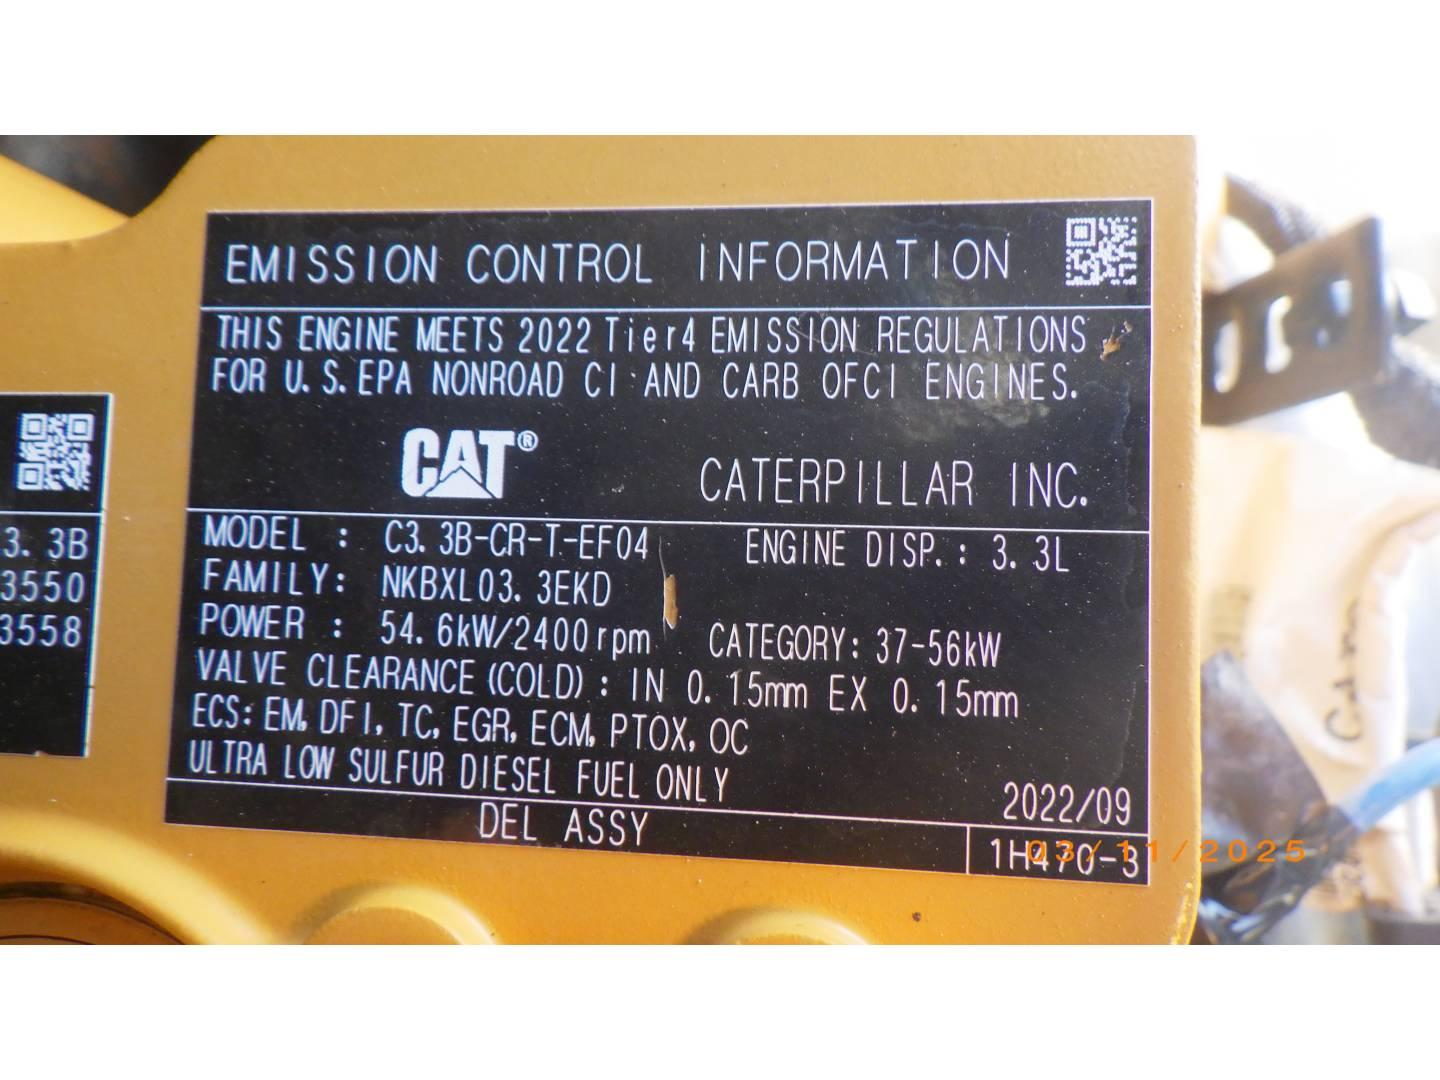 EMISSION CONTROL INFORMATION
THIS ENGINE MEETS 2022 Tier4 EMISSION REGULATIONS
FOR U.S.EPA NONROAD CI AND CARB OFCI ENGINES.
CAT®
CATERPILLAR INC.
MODEL : C3.3B-CR-T-EF04 ENGINE DISP.: 3.3L
FAMILY: NKBXL03.3EKD
POWER : 54.6kW/2400rpm CATEGORY: 37-56kW
VALVE CLEARANCE (COLD) : IN 0.15mm EX 0.15mm
ECS: EM, DFI, TC, EGR, ECM, PTOX, OC
ULTRA LOW SULFUR DIESEL FUEL ONLY
2022/09
DEL ASSY
1H470-3
3.3B
3550
3558
03/11/2025